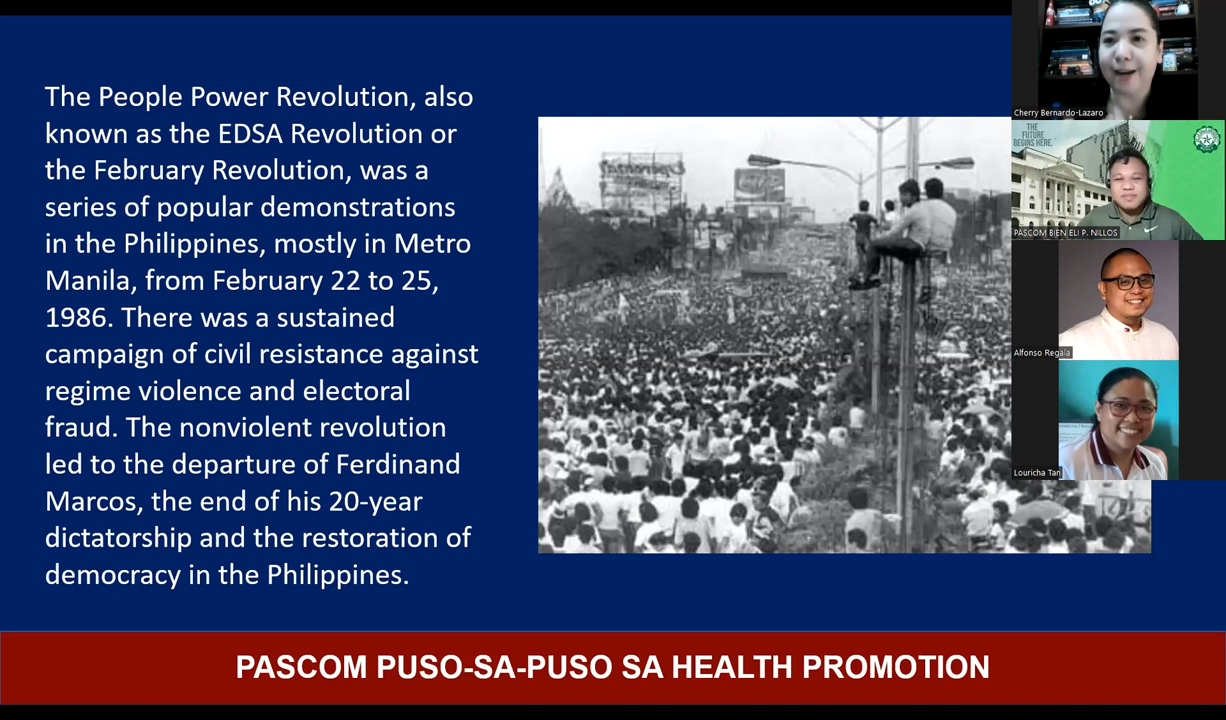 The People Power Revolution, also
known as the EDSA Revolution or
the February Revolution, was a
series of popular demonstrations
in the Philippines, mostly in Metro
Manila, from February 22 to 25,
1986. There was a sustained
campaign of civil resistance against
regime violence and electoral
fraud. The nonviolent revolution
led to the departure of Ferdinand
Marcos, the end of his 20-year
dictatorship and the restoration of
democracy in the Philippines.
Cherry Bernardo-Lazaro
THE
FUTURE
BEGINS HERE.
PASCOM BIEN ELI P. NILLOS
Alfonso Regala
Louricha Tan
PASCOM PUSO-SA-PUSO SA HEALTH PROMOTION